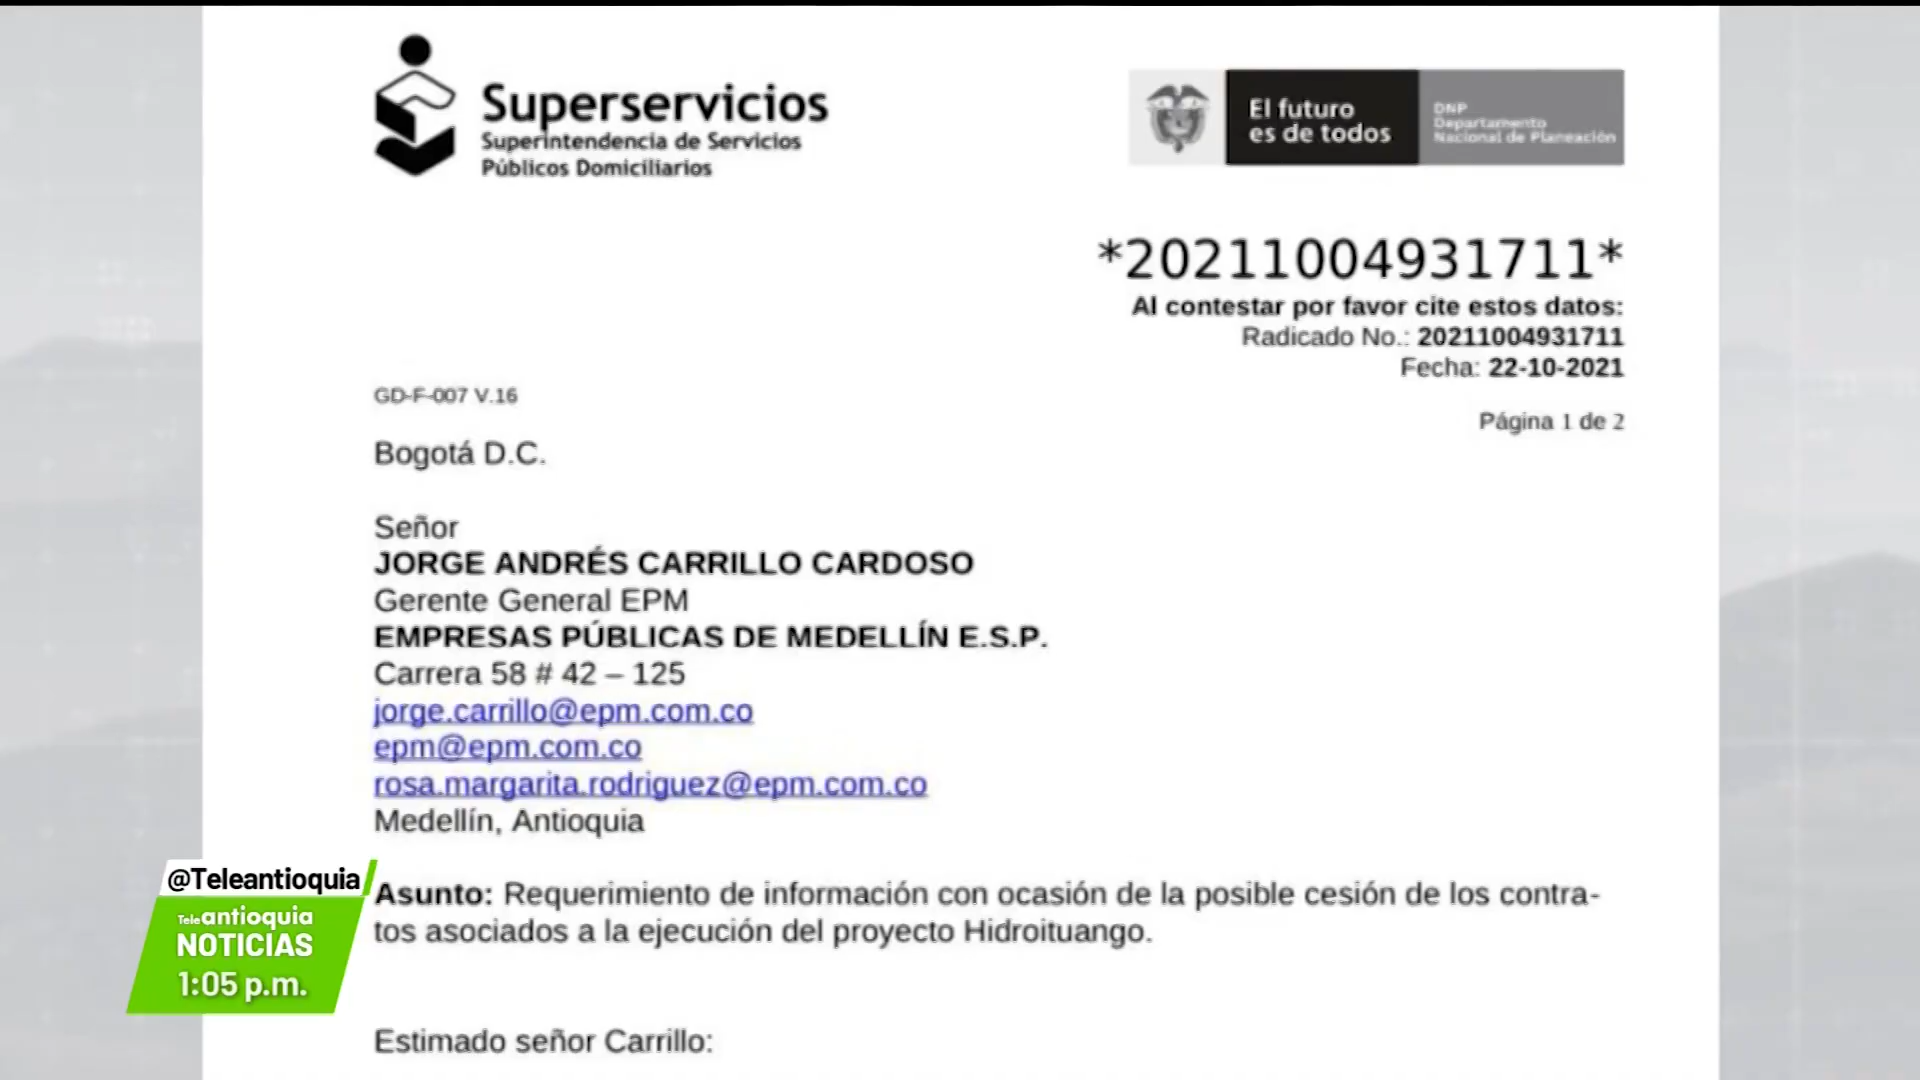 Superservicios
Superintendencia de Servicios
Públicos Domiciliarios
El futuro
es de todos
DNP
Departamento
Nacional de Planeación
*20211004931711*
Al contestar por favor cite estos datos:
Radicado No.: 20211004931711
Fecha: 22-10-2021
GD-F-007 V.16
Página 1 de 2
Bogotá D.C.
Señor
JORGE ANDRÉS CARRILLO CARDOSO
Gerente General EPM
EMPRESAS PÚBLICAS DE MEDELLÍN E.S.P.
Carrera 58 # 42 – 125
jorge.carrillo@epm.com.co
epm@epm.com.co
rosa.margarita.rodriguez@epm.com.co
Medellín, Antioquia
Asunto: Requerimiento de información con ocasión de la posible cesión de los contra-
tos asociados a la ejecución del proyecto Hidroituango.
Estimado señor Carrillo:
@Teleantioquia
Teleantioquia
NOTICIAS
1:05 p.m.